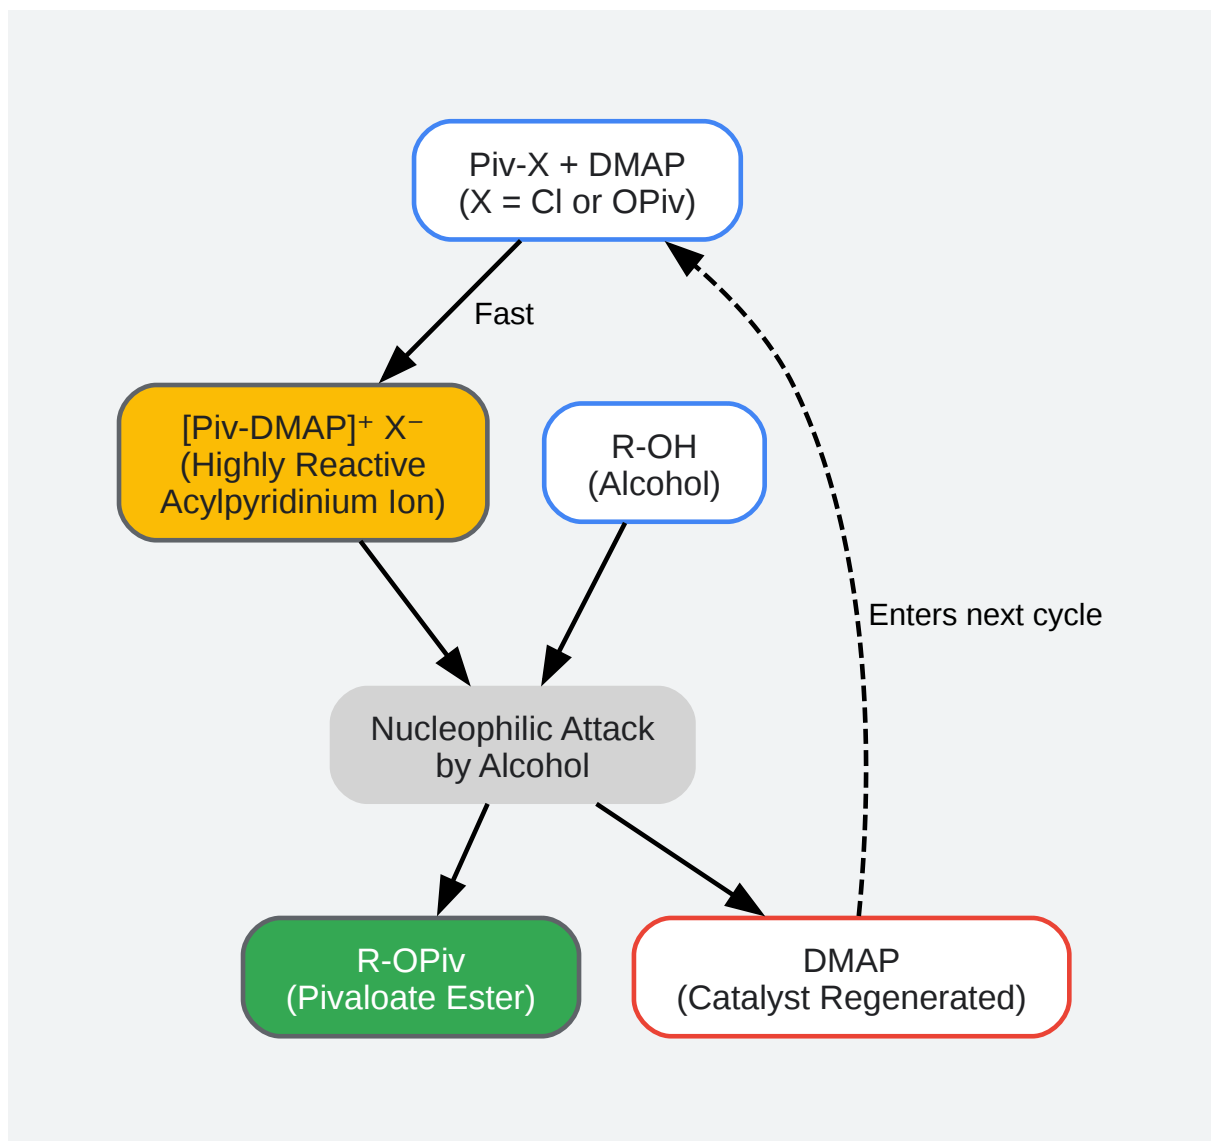 Piv-X + DMAP
(X = Cl or OPiv)
Fast
[Piv-DMAP]⁺ X⁻
(Highly Reactive
Acylpyridinium Ion)
R-OH
(Alcohol)
Enters next cycle
Nucleophilic Attack
by Alcohol
R-OPiv
(Pivaloate Ester)
DMAP
(Catalyst Regenerated)